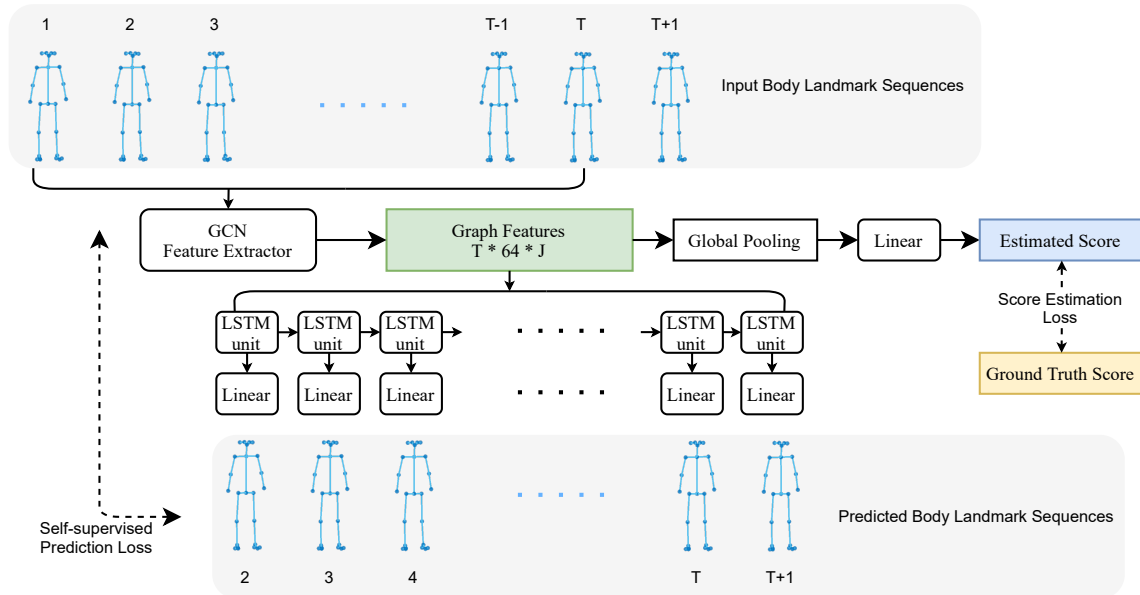 1 2 3 T-1 T T+1
Input Body Landmark Sequences
GCN
Feature Extractor
Graph Features
T * 64 * J
Global Pooling
Linear
Estimated Score
Score Estimation
Loss
Ground Truth Score
LSTM
unit
LSTM
unit
LSTM
unit
LSTM
unit
LSTM
unit
Linear
Linear
Linear
Linear
Linear
Self-supervised
Prediction Loss
Predicted Body Landmark Sequences
2 3 4 T T+1